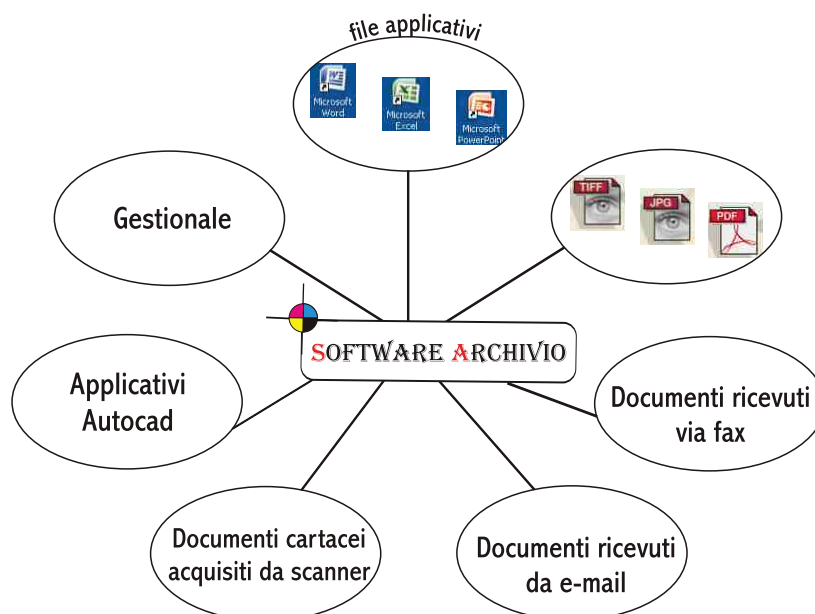 file applicativi
Microsoft
Word
Microsoft
Excel
Microsoft
PowerPoint
Gestionale
TIFF
JPG
PDF
SOFTWARE ARCHIVIO
Applicativi
Autocad
Documenti ricevuti
via fax
Documenti cartacei
acquisiti da scanner
Documenti ricevuti
da e-mail